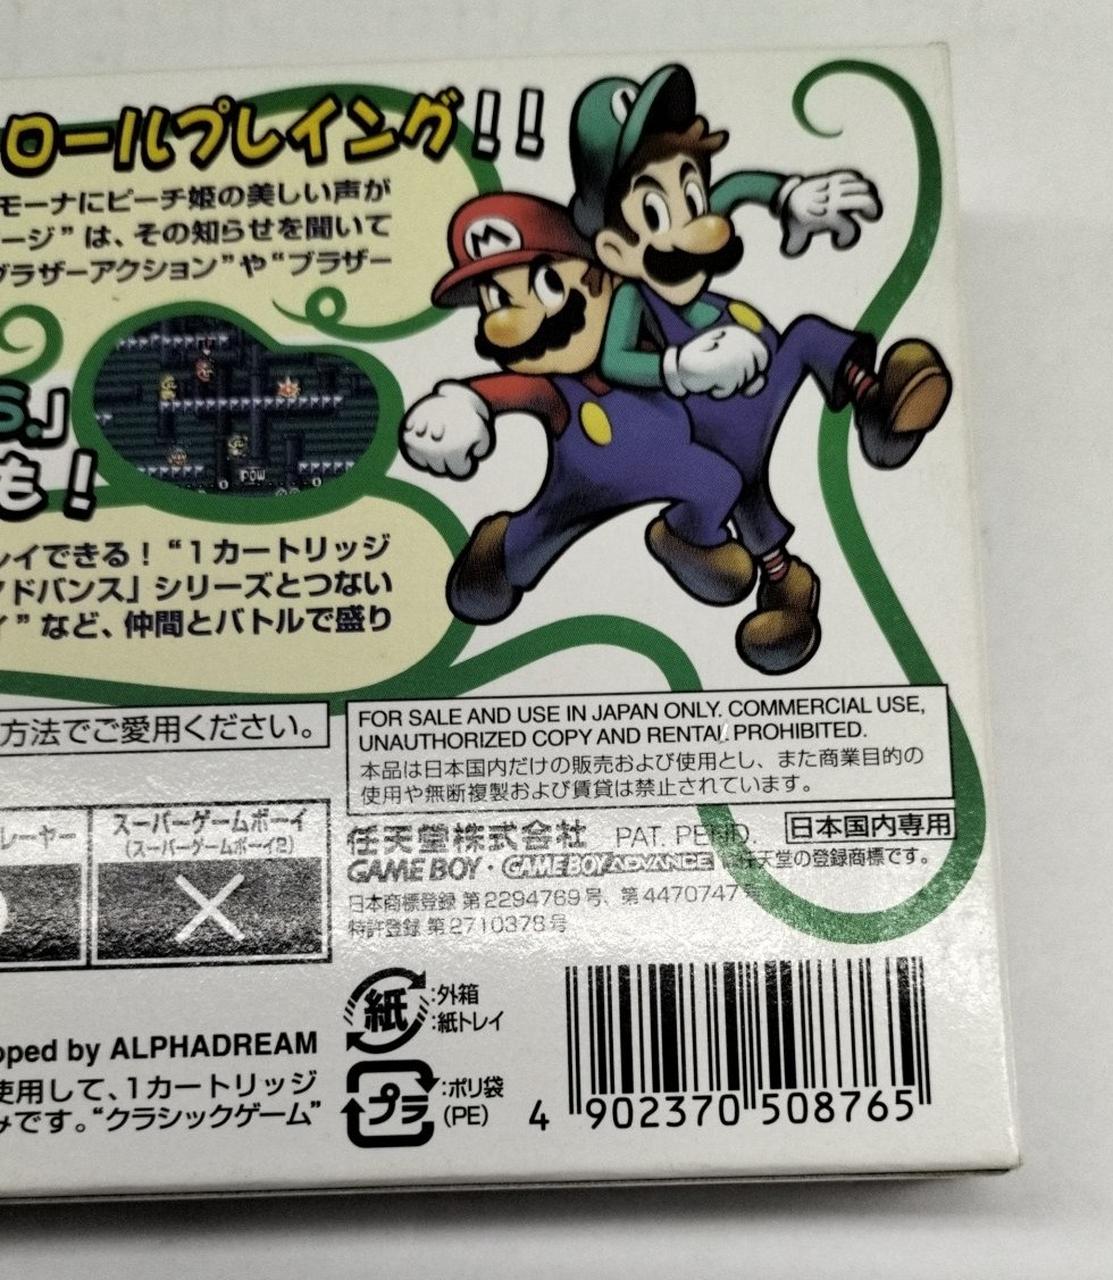 ロールプレイング!!
モーナにピーチ姫の美しい声が
ージ”は、その知らせを聞いて
ブラザーアクション”や“ブラザー
s.」
も!
POW
レイできる!“1カートリッジ
アドバンス」シリーズとつない
イ”など、仲間とバトルで盛り
方法でご愛用ください。
FOR SALE AND USE IN JAPAN ONLY. COMMERCIAL USE,
UNAUTHORIZED COPY AND RENTAL PROHIBITED.
本品は日本国内だけの販売および使用とし、また商業目的の
使用や無断複製および賃貸は禁止されています。
レーヤー
スーパーゲームボーイ
(スーパーゲームボーイ2)
任天堂株式会社 PAT. PEND. 日本国内専用
GAME BOY・GAME BOY ADVANCE は任天堂の登録商標です。
日本商標登録 第2294769号、第4470747号
特許登録 第2710378号
紙 :外箱
:紙トレイ
oped by ALPHADREAM
使用して、1カートリッジ
みです。“クラシックゲーム”
プラ :ポリ袋
(PE)
4 902370 508765